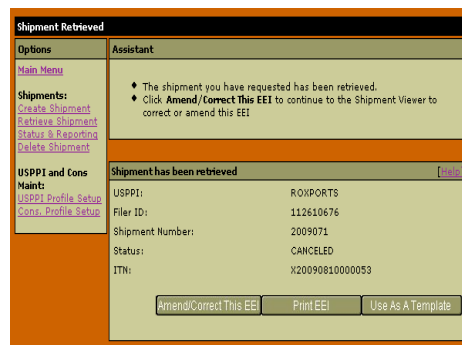 Shipment Retrieved
Options
Main Menu
Shipments:
Create Shipment
Retrieve Shipment
Status & Reporting
Delete Shipment
USPPI and Cons
Maint:
USPPI Profile Setup
Cons. Profile Setup
Assistant
♦ The shipment you have requested has been retrieved.
♦ Click Amend/Correct This EEI to continue to the Shipment Viewer to
correct or amend this EEI
Shipment has been retrieved [Help
USPPI: ROXPORTS
Filer ID: 112610676
Shipment Number: 2009071
Status: CANCELED
ITN: X20090810000053
Amend/Correct This EEI Print EEI Use As A Template